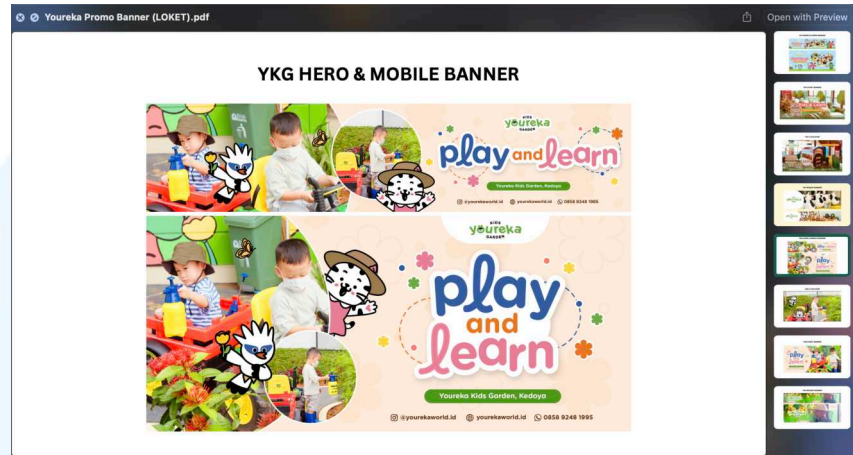 Youreka Promo Banner (LOKET).pdf
Open with Preview
YKG HERO & MOBILE BANNER
KIDS
youreka
GARDEN
play and learn
Youreka Kids Garden, Kedoya
@yourekaworld.id yourekaworld.id 0858 9248 1995
KIDS
youreka
GARDEN
play
and
learn
Youreka Kids Garden, Kedoya
@yourekaworld.id yourekaworld.id 0858 9248 1995